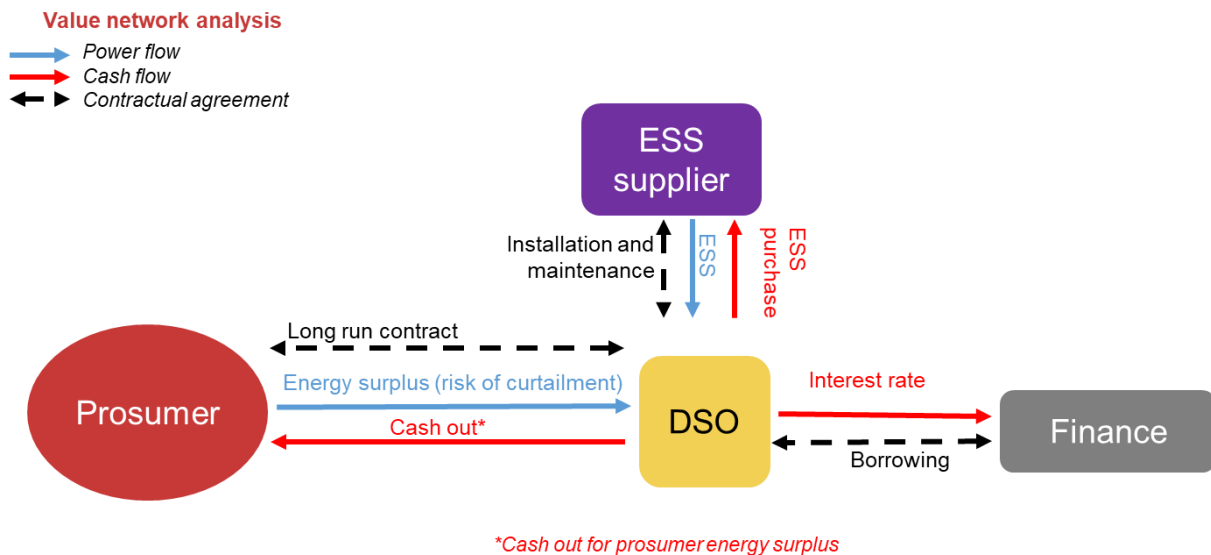 Value network analysis
Power flow
Cash flow
Contractual agreement
ESS
supplier
Installation and
maintenance
ESS
ESS
purchase
Long run contract
Energy surplus (risk of curtailment)
Cash out*
Prosumer
DSO
Interest rate
Borrowing
Finance
*Cash out for prosumer energy surplus